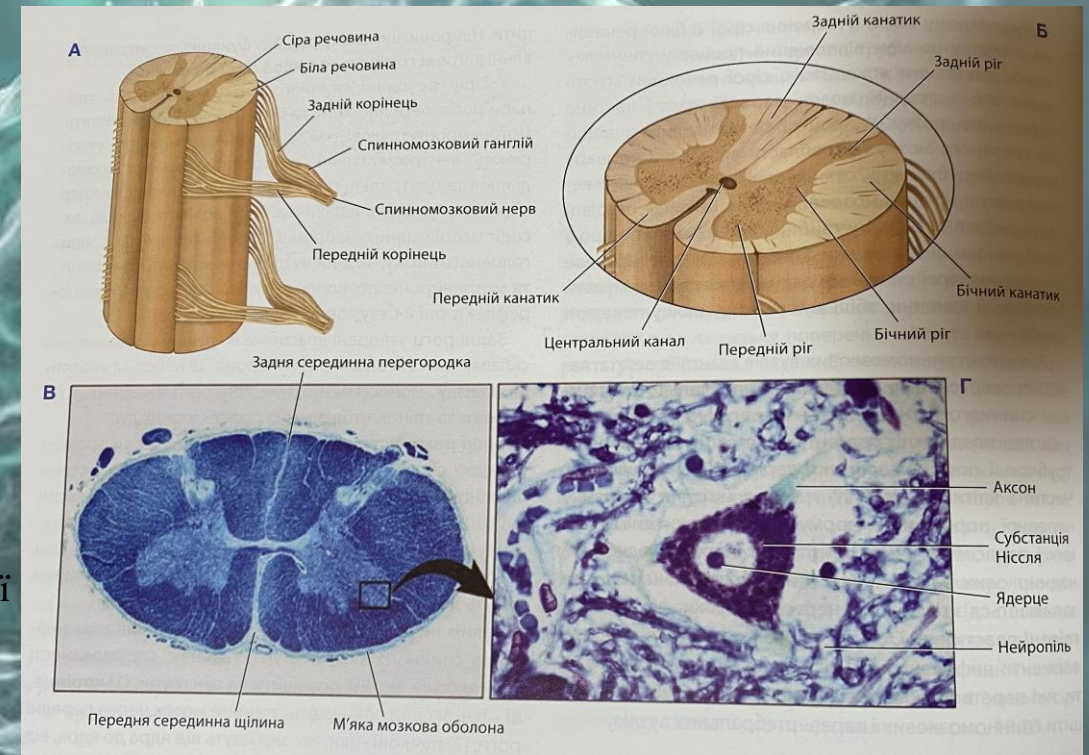 А
Сіра речовина
Біла речовина
Задній корінець
Спинномозковий ганглій
Спинномозковий нерв
Передній корінець
Б
Задній канатик
Задній ріг
Передній канатик
Центральний канал
Передній ріг
Бічний ріг
Бічний канатик
В
Задня серединна перегородка
Передня серединна щілина
М'яка мозкова оболона
Г
Аксон
Субстанція
Ніссля
Ядерце
Нейропіль
ї